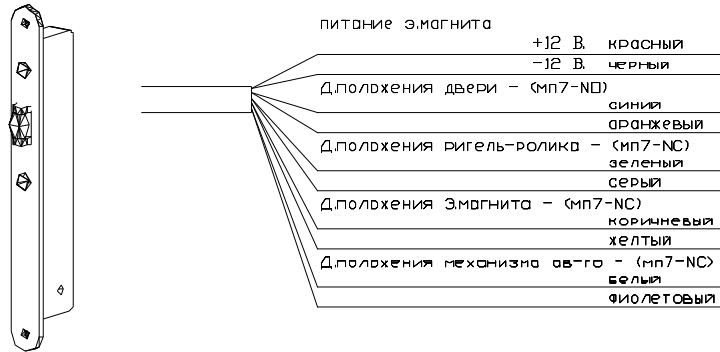 питание э.магнита
+12 В. красный
-12 В. черный
Д.положения двери - (мп7-NO)
синий
оранжевый
Д.положения ригель-ролика - (мп7-NC)
зеленый
серый
Д.положения Э.магнита - (мп7-NC)
коричневый
желтый
Д.положения механизма ав-го - (мп7-NC)
белый
фиолетовый